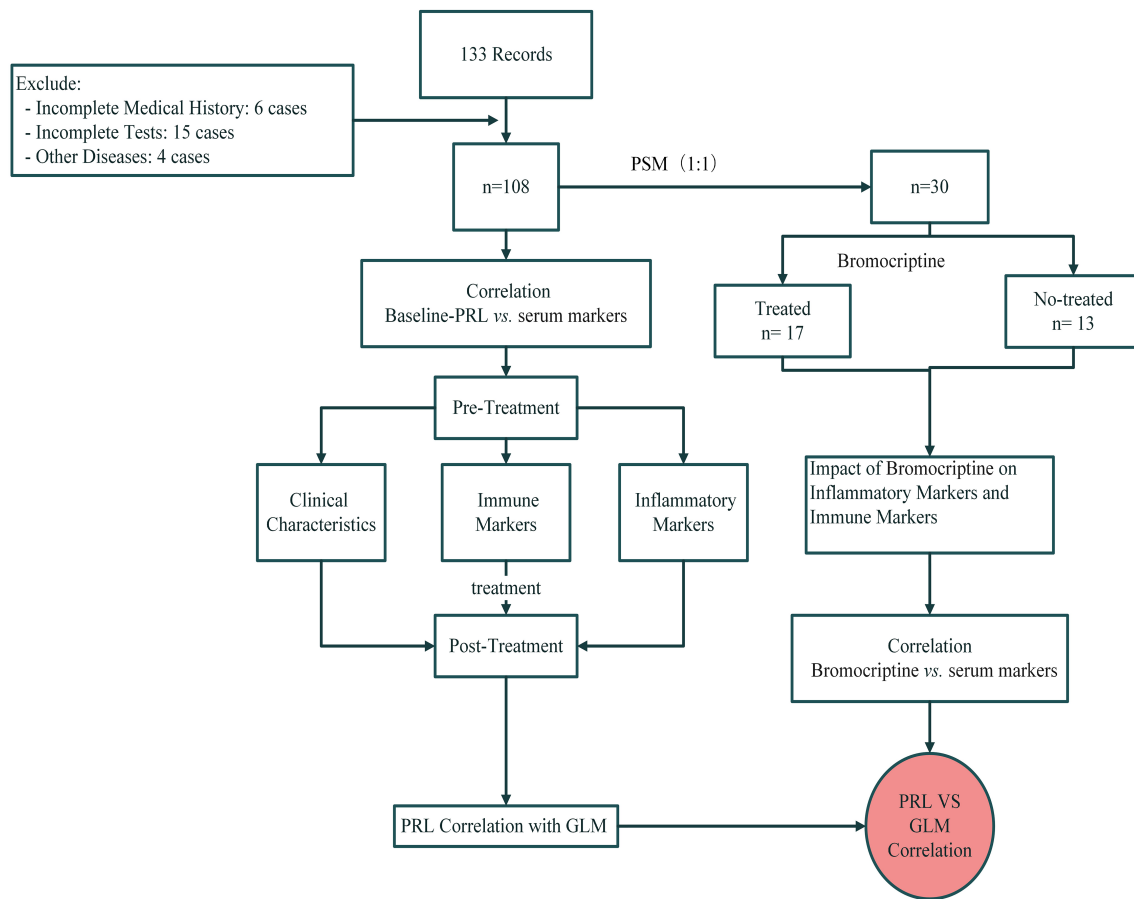 133 Records
Exclude:
- Incomplete Medical History: 6 cases
- Incomplete Tests: 15 cases
- Other Diseases: 4 cases
n=108
PSM（1:1）
n=30
Bromocriptine
Treated
n= 17
No-treated
n= 13
Correlation
Baseline-PRL vs. serum markers
Pre-Treatment
Clinical
Characteristics
Immune
Markers
Inflammatory
Markers
treatment
Post-Treatment
Impact of Bromocriptine on
Inflammatory Markers and
Immune Markers
Correlation
Bromocriptine vs. serum markers
PRL Correlation with GLM
PRL VS
GLM
Correlation